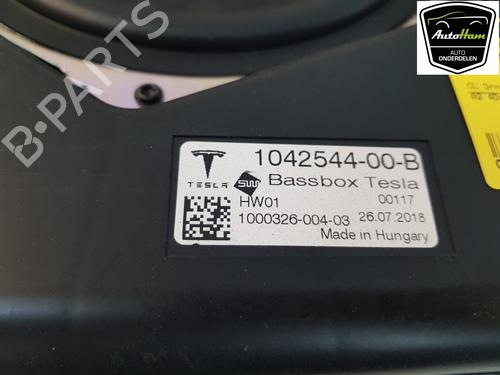 AutoHam
AUTO
ONDERDELEN
B-PARTS
1042544-00-B
TESLA
SW Bassbox Tesla
HW01
00117
1000326-004-03 26.07.2018
Made in Hungary